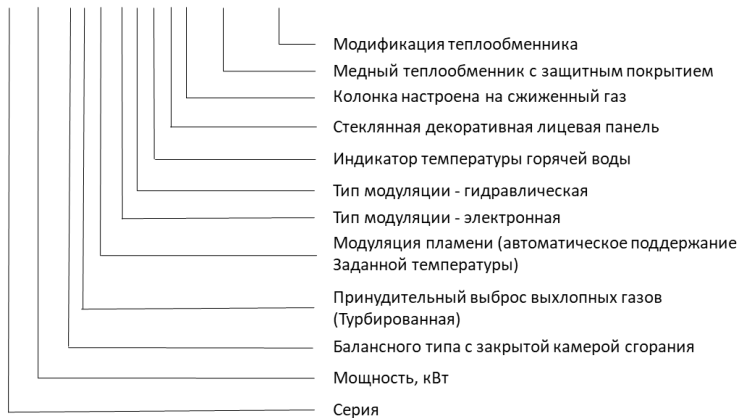 Модификация теплообменника
Медный теплообменник с защитным покрытием
Колонка настроена на сжиженный газ
Стеклянная декоративная лицевая панель
Индикатор температуры горячей воды
Тип модуляции - гидравлическая
Тип модуляции - электронная
Модуляция пламени (автоматическое поддержание
Заданной температуры)
Принудительный выброс выхлопных газов
(Турбированная)
Балансного типа с закрытой камерой сгорания
Мощность, кВт
Серия